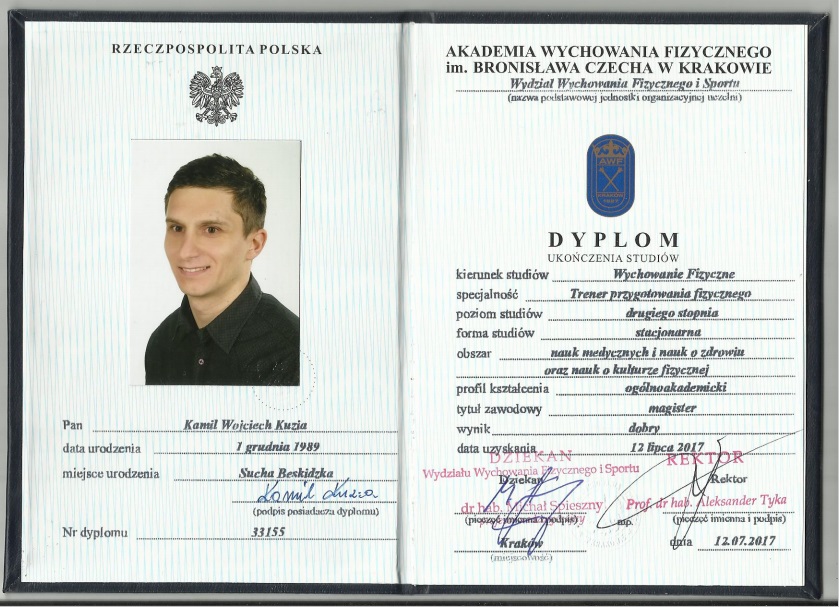 RZECZPOSPOLITA POLSKA
Pan Kamil Wojciech Kuzia
data urodzenia 1 grudnia 1989
miejsce urodzenia Sucha Beskidzka
Kamil Kuzia
(podpis posiadacza dyplomu)
Nr dyplomu 33155
AKADEMIA WYCHOWANIA FIZYCZNEGO
im. BRONISŁAWA CZECHA W KRAKOWIE
Wydział Wychowania Fizycznego i Sportu
(nazwa podstawowej jednostki organizacyjnej uczelni)
AWF
DYPLOM
UKOŃCZENIA STUDIÓW
kierunek studiów Wychowanie Fizyczne
specjalność Trener przygotowania fizycznego
poziom studiów drugiego stopnia
forma studiów stacjonarna
obszar nauk medycznych i nauk o zdrowiu
oraz nauk o kulturze fizycznej
profil kształcenia ogólnoakademicki
tytuł zawodowy magister
wynik dobry
data uzyskania 12 lipca 2017
DZIEKAN REKTOR
Wydziału Wychowania Fizycznego i Sportu
Dziekan Rektor
dr hab. Michał Spieszny Prof. dr hab. Aleksander Tyka
(pieczęć imienna i podpis) mp. (pieczęć imienna i podpis)
Kraków dnia 12.07.2017
(miejscowość)